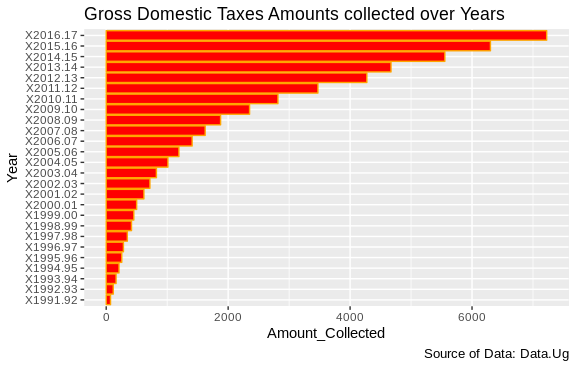 Gross Domestic Taxes Amounts collected over Years
X2016.17
X2015.16
X2014.15
X2013.14
X2012.13
X2011.12
X2010.11
X2009.10
X2008.09
X2007.08
X2006.07
X2005.06
X2004.05
X2003.04
X2002.03
X2001.02
X2000.01
X1999.00
X1998.99
X1997.98
X1996.97
X1995.96
X1994.95
X1993.94
X1992.93
X1991.92
Year
0 2000 4000 6000
Amount_Collected
Source of Data: Data.Ug